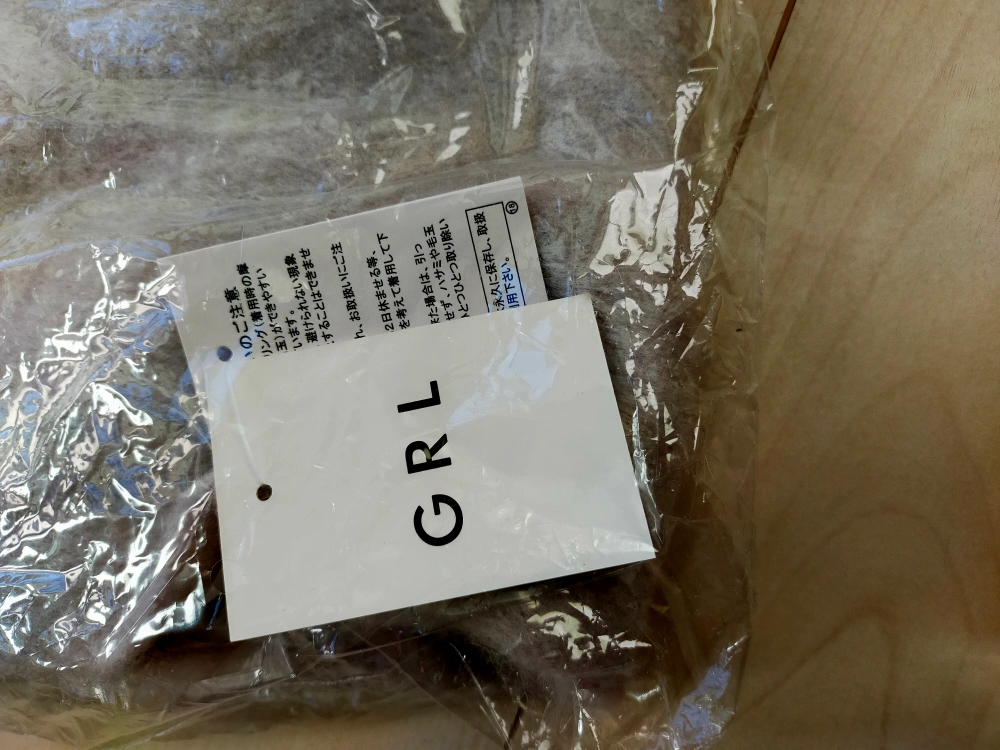 GRL
のご注意
リング(着用時の摩
玉)ができやすい
います。
避けられない現象
することはできませ
れ、お取扱いにご注
2日休ませる等、
を考えて着用して下
た場合は、引っ
せず、ハサミや毛玉
ひとつひとつ取り除い
永久に保存し、取扱
用下さい。
18